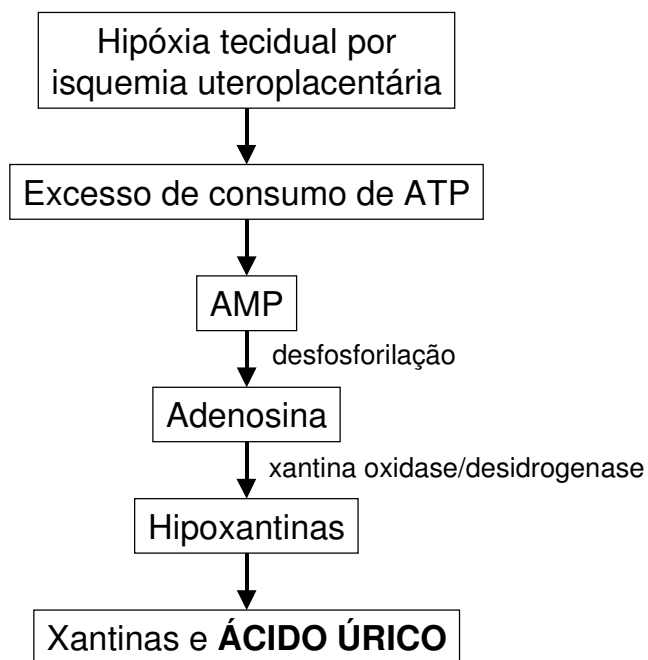 Hipóxia tecidual por
isquemia uteroplacentária
Excesso de consumo de ATP
AMP
desfosforilação
Adenosina
xantina oxidase/desidrogenase
Hipoxantinas
Xantinas e ÁCIDO ÚRICO